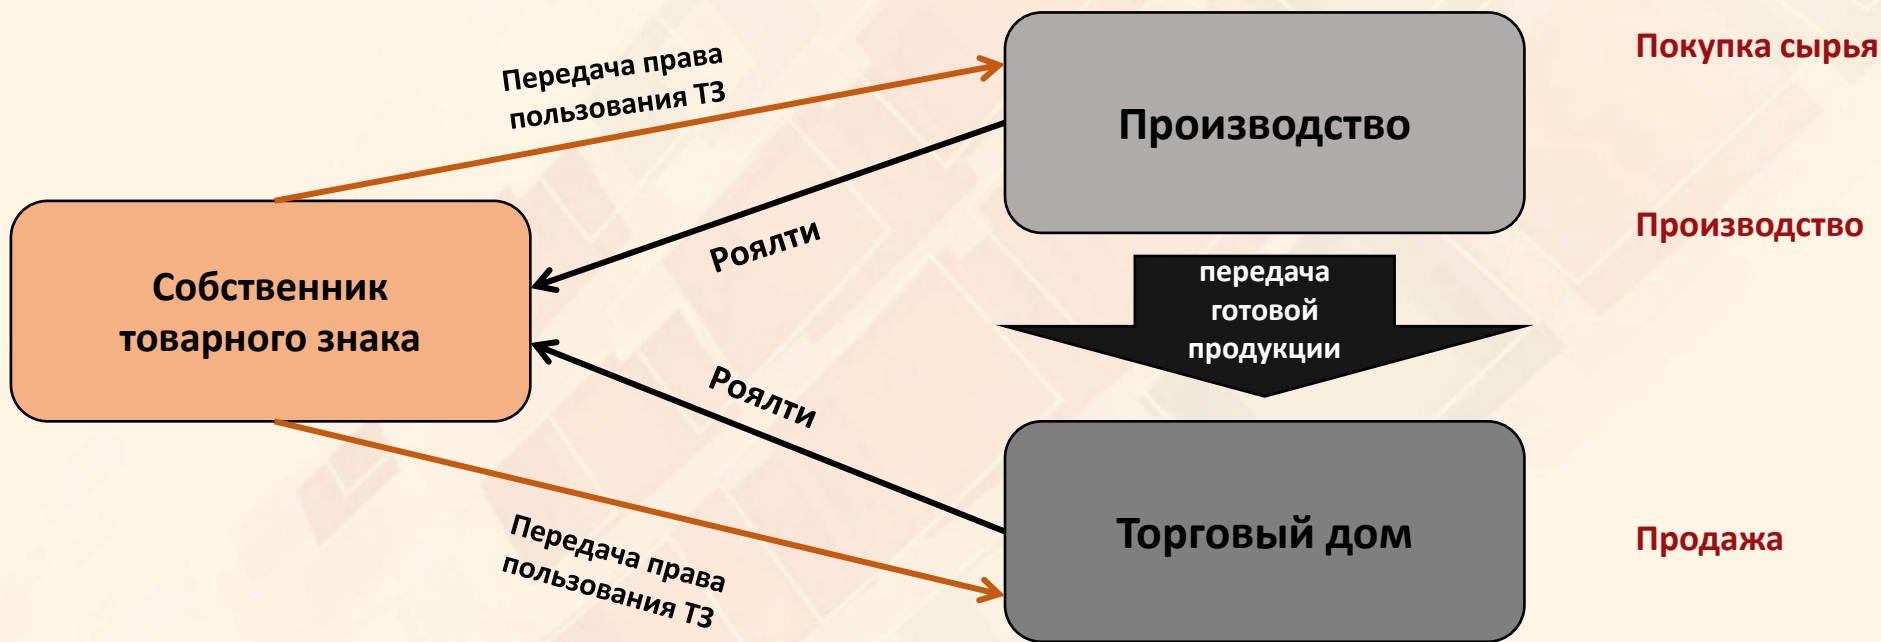 Передача права
пользования ТЗ
Производство
Покупка сырья
Производство
Роялти
Собственник
товарного знака
передача
готовой
продукции
Роялти
Передача права
пользования ТЗ
Торговый дом
Продажа